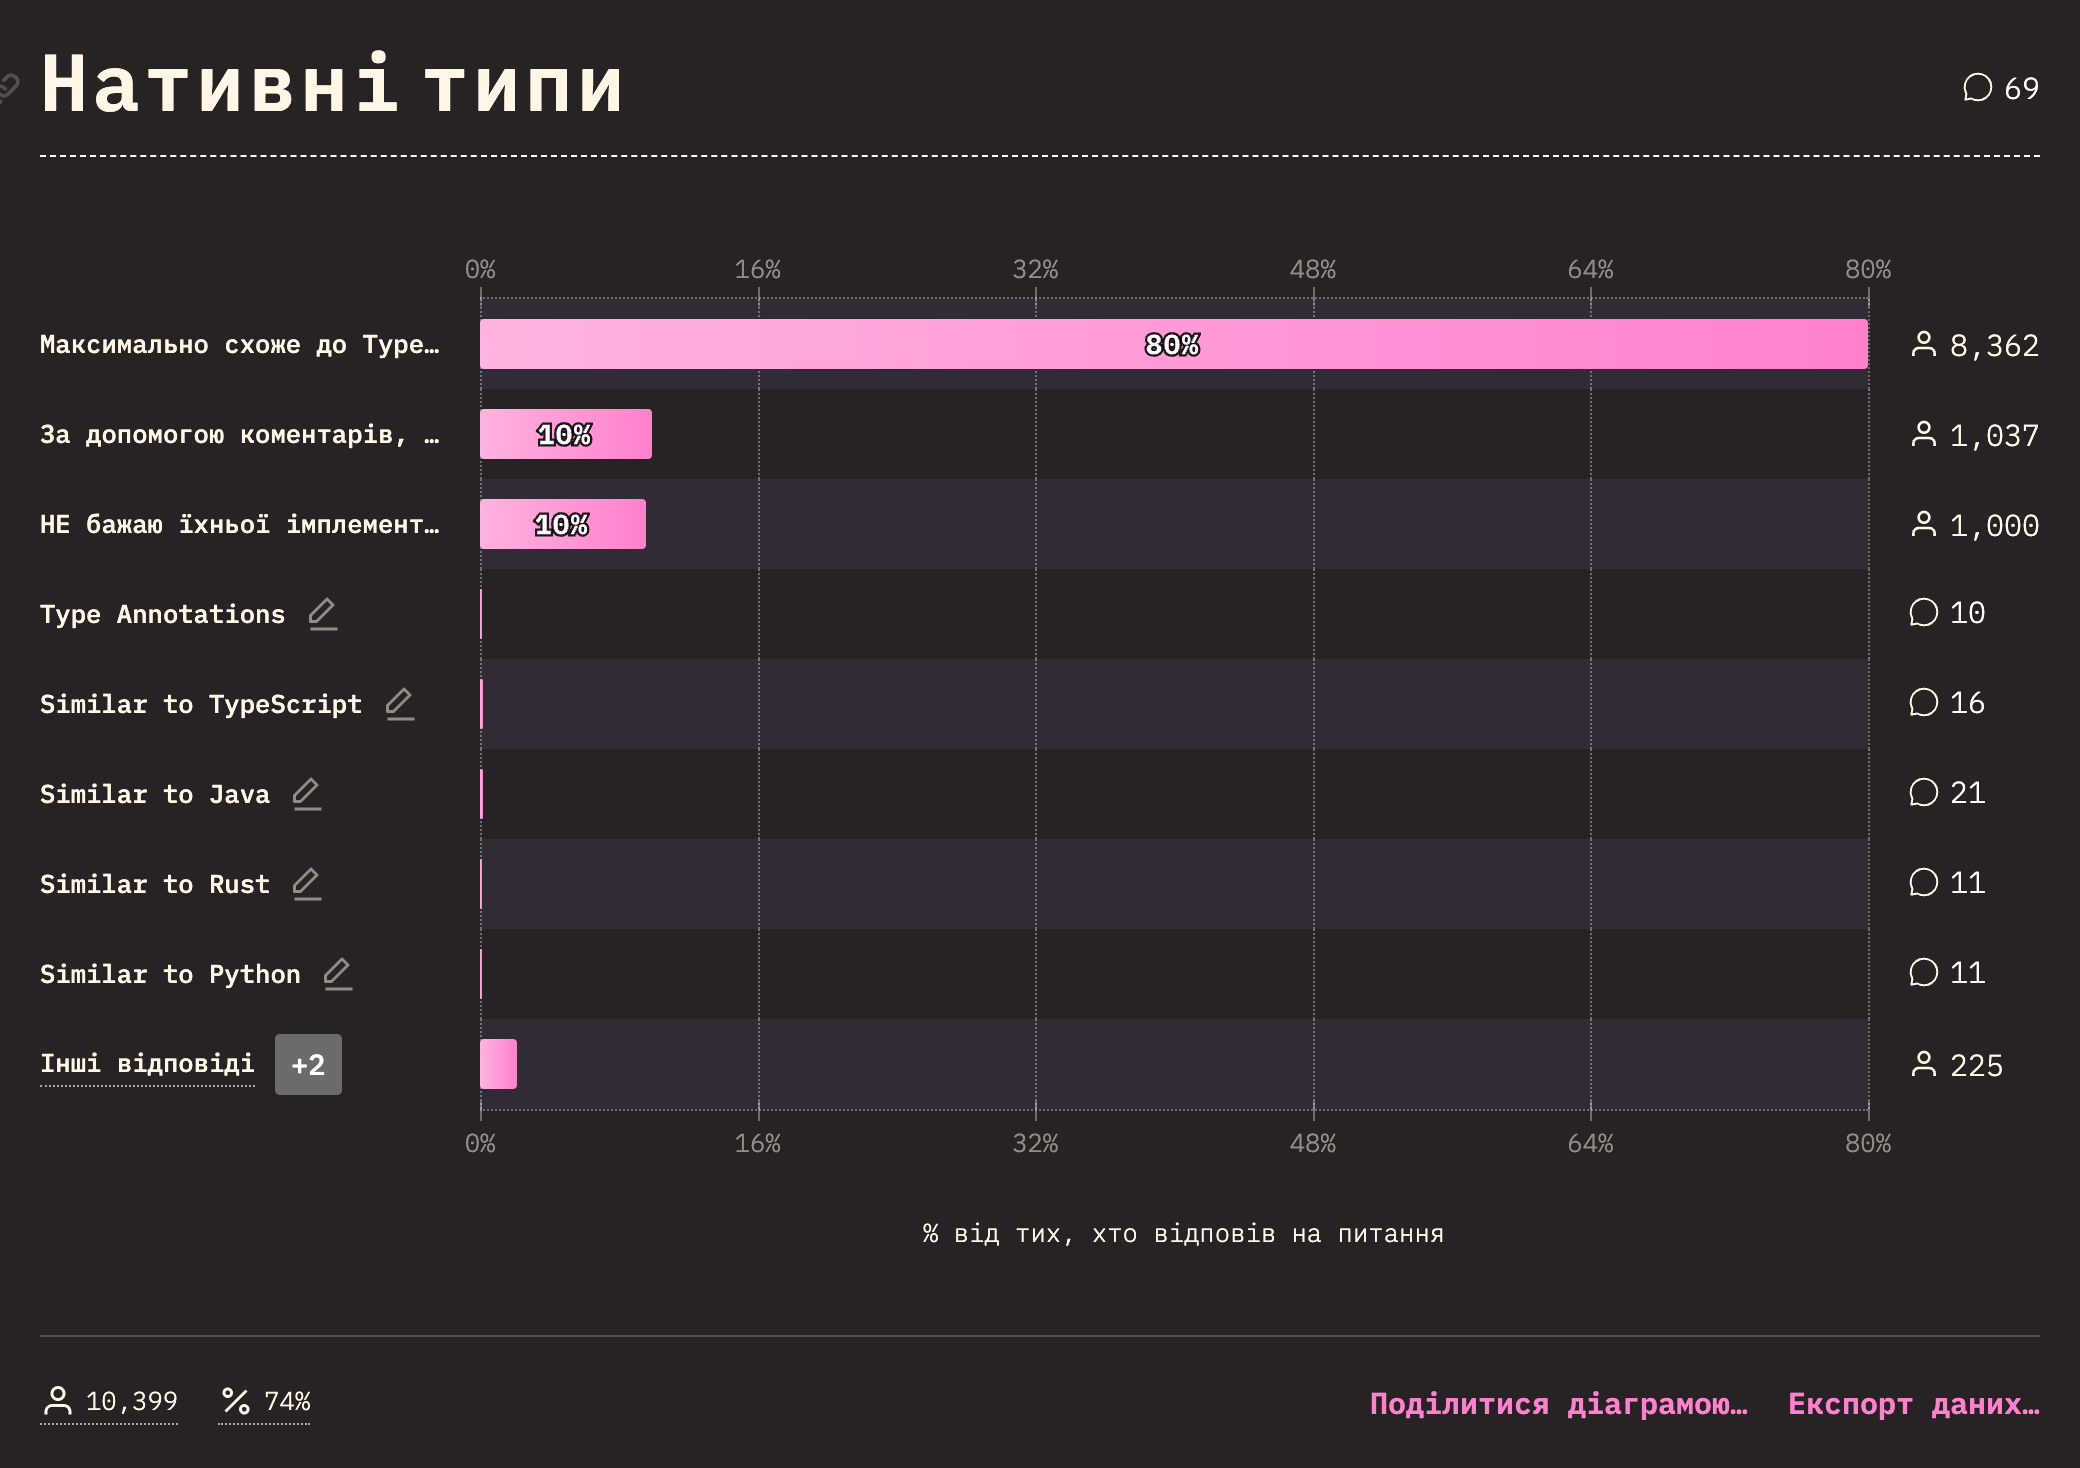 Нативні типи
69
0% 16% 32% 48% 64% 80%
Максимально схоже до Type… 80% 8,362
За допомогою коментарів, … 10% 1,037
НЕ бажаю їхньої імплемент… 10% 1,000
Type Annotations 10
Similar to TypeScript 16
Similar to Java 21
Similar to Rust 11
Similar to Python 11
Інші відповіді +2 225
0% 16% 32% 48% 64% 80%
% від тих, хто відповів на питання
10,399 74% Поділитися діаграмою… Експорт даних…